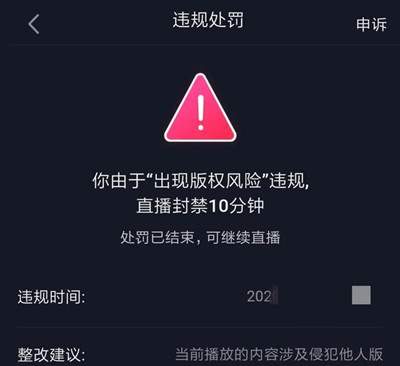 违规处罚
申诉
你由于“出现版权风险”违规,
直播封禁10分钟
处罚已结束，可继续直播
违规时间: 202
整改建议: 当前播放的内容涉及侵犯他人版